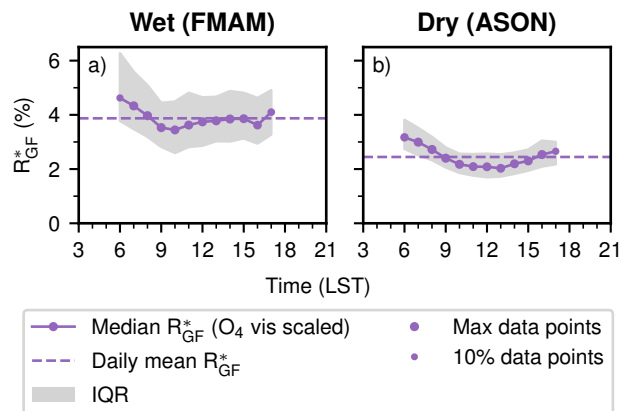 Wet (FMAM)
Dry (ASON)
a)
b)
R*GF (%)
6
4
2
0
3 6 9 12 15 18 21
3 6 9 12 15 18 21
Time (LST)
Median R*GF (O4 vis scaled)
Daily mean R*GF
IQR
Max data points
10% data points